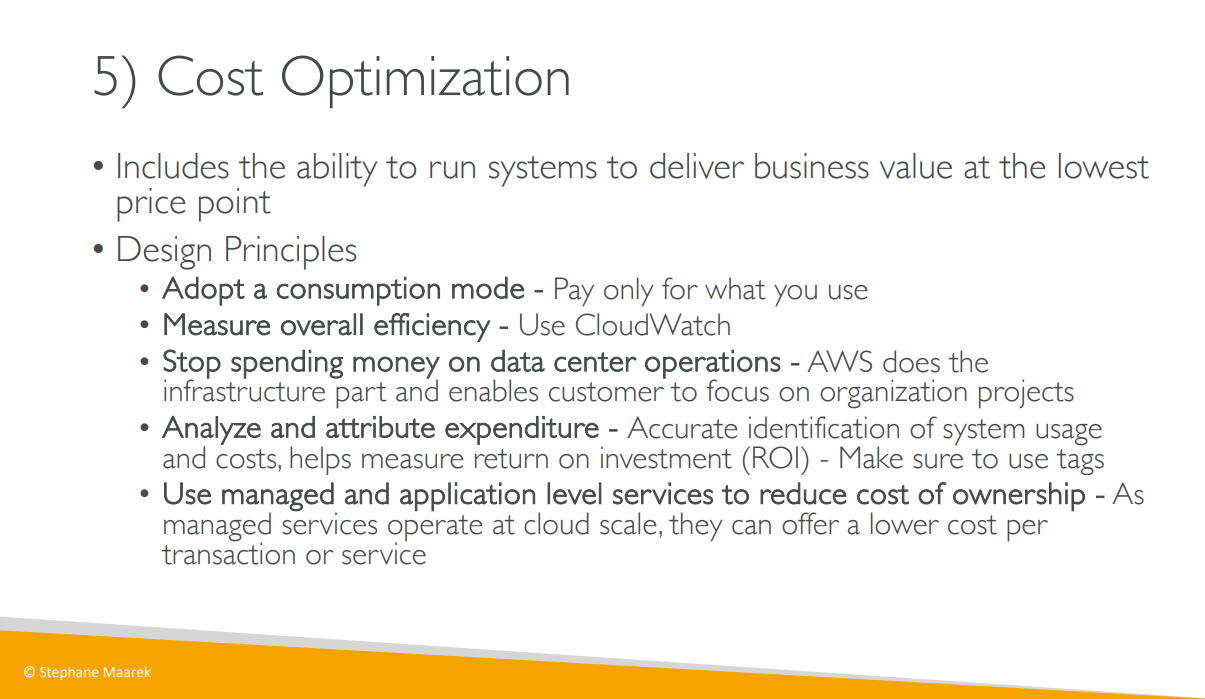 5) Cost Optimization
• Includes the ability to run systems to deliver business value at the lowest
price point
• Design Principles
• Adopt a consumption mode - Pay only for what you use
• Measure overall efficiency - Use CloudWatch
• Stop spending money on data center operations - AWS does the
infrastructure part and enables customer to focus on organization projects
• Analyze and attribute expenditure - Accurate identification of system usage
and costs, helps measure return on investment (ROI) - Make sure to use tags
• Use managed and application level services to reduce cost of ownership - As
managed services operate at cloud scale, they can offer a lower cost per
transaction or service
© Stephane Maarek